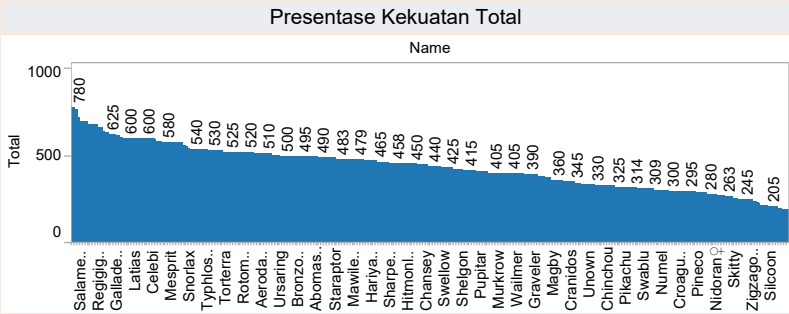 Presentase Kekuatan Total
Name
Total
1000
500
0
780
625
600
600
580
540
530
525
520
510
500
495
490
483
479
465
458
450
440
425
415
405
405
390
360
345
330
325
314
309
300
295
280
263
245
205
Salame..
Regigig..
Gallade..
Latias
Celebi
Mesprit
Snorlax
Typhlos..
Torterra
Rotom..
Aeroda..
Ursaring
Bronzo..
Abomas..
Staraptor
Mawile..
Hariya..
Sharpe..
Hitmonl..
Chansey
Swellow
Shelgon
Pupitar
Murkrow
Wailmer
Graveler
Magby
Cranidos
Unown
Chinchou
Pikachu
Swablu
Numel
Croagu..
Pineco
Nidoran♀
Skitty
Zigzago..
Silcoon